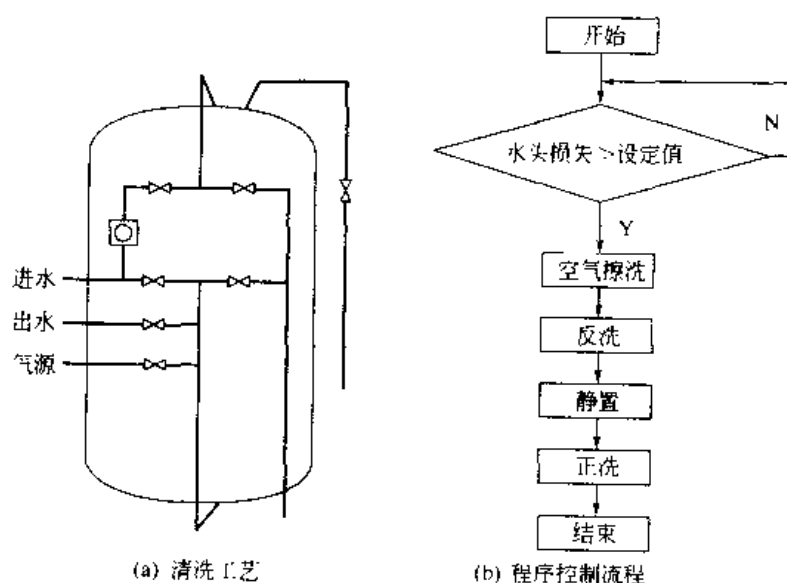 进水
出水
气源
(a) 清洗工艺
开始
水头损失>设定值
N
Y
空气擦洗
反洗
静置
正洗
结束
(b) 程序控制流程